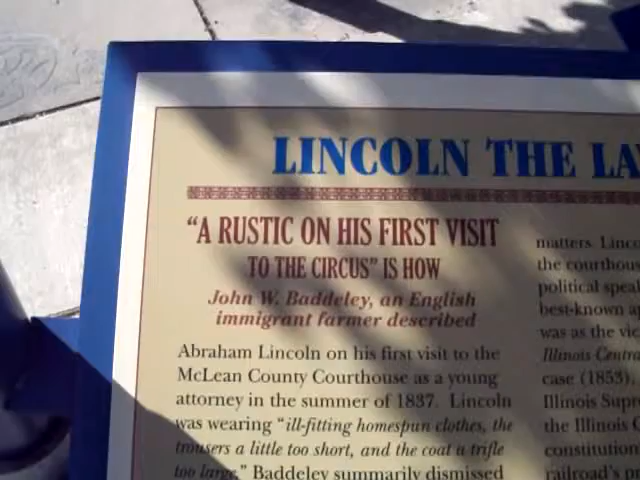 LINCOLN THE LA
"A RUSTIC ON HIS FIRST VISIT
TO THE CIRCUS" IS HOW
John W. Baddeley, an English
immigrant farmer described
Abraham Lincoln on his first visit to the
McLean County Courthouse as a young
attorney in the summer of 1837. Lincoln
was wearing "ill-fitting homespun clothes, the
trousers a little too short, and the coat a trifle
too large." Baddeley summarily dismissed
matters. Linc
the courthous
political speal
best-known a
was as the vic
Illinois Centra
case (1853).
Illinois Supr
the Illinois C
constitution
railroad's pr